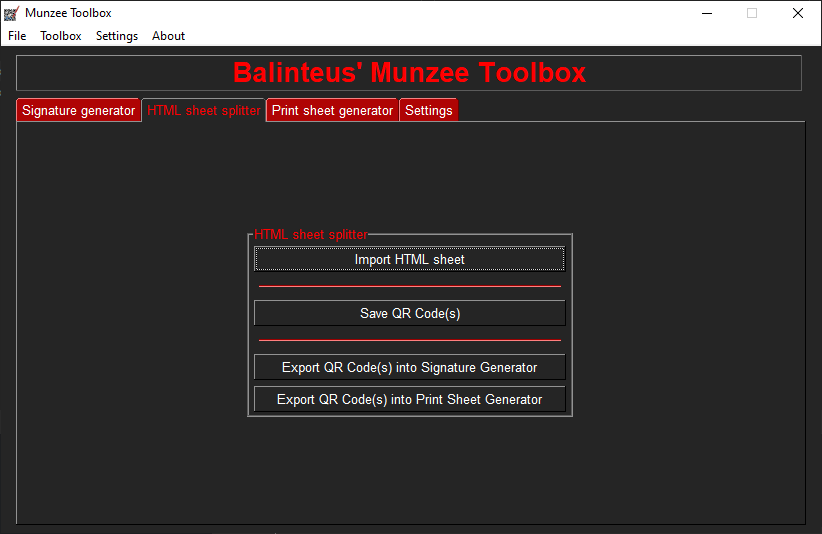 Munzee Toolbox
File Toolbox Settings About
Balinteus' Munzee Toolbox
Signature generator HTML sheet splitter Print sheet generator Settings
HTML sheet splitter
Import HTML sheet
Save QR Code(s)
Export QR Code(s) into Signature Generator
Export QR Code(s) into Print Sheet Generator